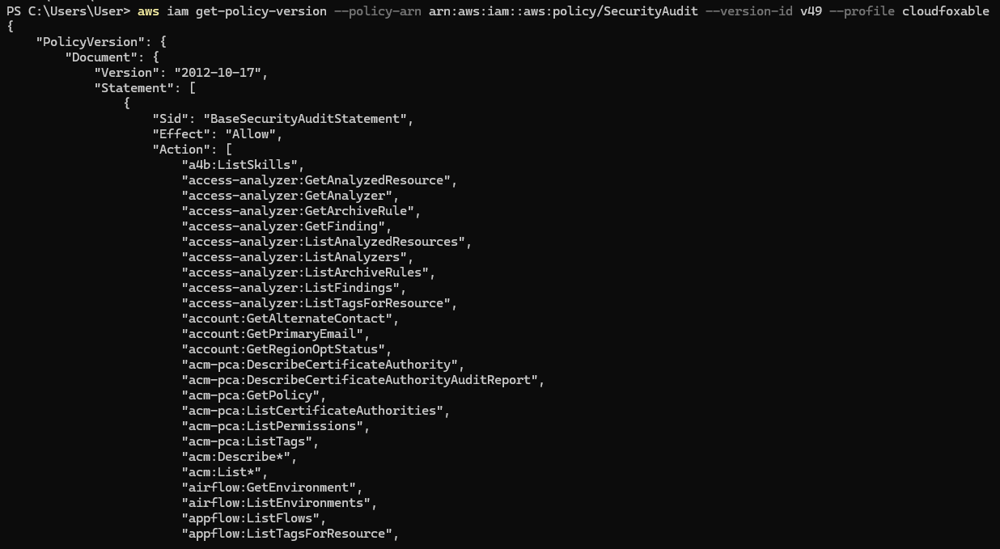 PS C:\Users\User> aws iam get-policy-version --policy-arn arn:aws:iam::aws:policy/SecurityAudit --version-id v49 --profile cloudfoxable
{
    "PolicyVersion": {
        "Document": {
            "Version": "2012-10-17",
            "Statement": [
                {
                    "Sid": "BaseSecurityAuditStatement",
                    "Effect": "Allow",
                    "Action": [
                        "a4b:ListSkills",
                        "access-analyzer:GetAnalyzedResource",
                        "access-analyzer:GetAnalyzer",
                        "access-analyzer:GetArchiveRule",
                        "access-analyzer:GetFinding",
                        "access-analyzer:ListAnalyzedResources",
                        "access-analyzer:ListAnalyzers",
                        "access-analyzer:ListArchiveRules",
                        "access-analyzer:ListFindings",
                        "access-analyzer:ListTagsForResource",
                        "account:GetAlternateContact",
                        "account:GetPrimaryEmail",
                        "account:GetRegionOptStatus",
                        "acm-pca:DescribeCertificateAuthority",
                        "acm-pca:DescribeCertificateAuthorityAuditReport",
                        "acm-pca:GetPolicy",
                        "acm-pca:ListCertificateAuthorities",
                        "acm-pca:ListPermissions",
                        "acm-pca:ListTags",
                        "acm:Describe*",
                        "acm:List*",
                        "airflow:GetEnvironment",
                        "airflow:ListEnvironments",
                        "appflow:ListFlows",
                        "appflow:ListTagsForResource",